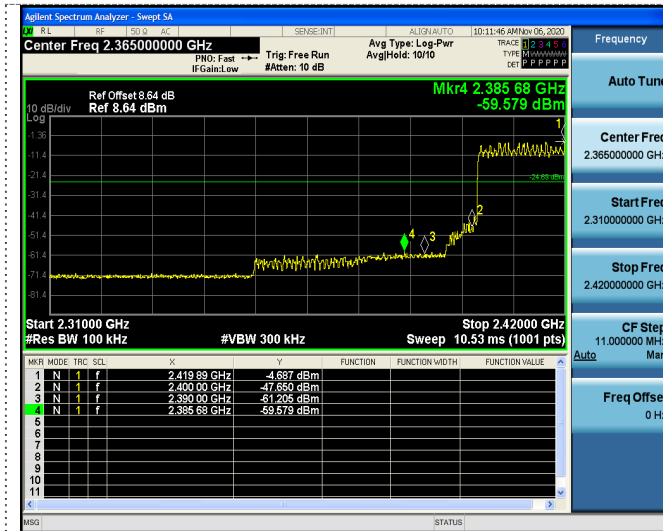 Agilent Spectrum Analyzer - Swept SA
RL RF 50 Ω AC SENSE:INT ALIGNAUTO 10:11:46 AM Nov 06, 2020
Center Freq 2.365000000 GHz
PNO: Fast
IFGain:Low
Trig: Free Run
#Atten: 10 dB
Avg Type: Log-Pwr
Avg|Hold: 10/10
TRACE 1 2 3 4 5 6
TYPE M
DET P P P P P P
Frequency
Auto Tune
Ref Offset 8.64 dB
Ref 8.64 dBm
10 dB/div
Log
Mkr4 2.385 68 GHz
-59.579 dBm
-1.36
-11.4
-21.4
-31.4
-41.4
-51.4
-61.4
-71.4
-81.4
1
2
3
4
Start 2.31000 GHz
#Res BW 100 kHz
#VBW 300 kHz
Stop 2.42000 GHz
Sweep 10.53 ms (1001 pts)
MKR MODE TRC SCL X Y FUNCTION FUNCTION WIDTH FUNCTION VALUE
1 N 1 f 2.419 89 GHz -4.687 dBm
2 N 1 f 2.400 00 GHz -47.650 dBm
3 N 1 f 2.390 00 GHz -61.205 dBm
4 N 1 f 2.385 68 GHz -59.579 dBm
5
6
7
8
9
10
11
Center Freq
2.365000000 GHz
Start Freq
2.310000000 GHz
Stop Freq
2.420000000 GHz
CF Step
11.000000 MHz
Auto Man
Freq Offset
0 Hz
MSG STATUS